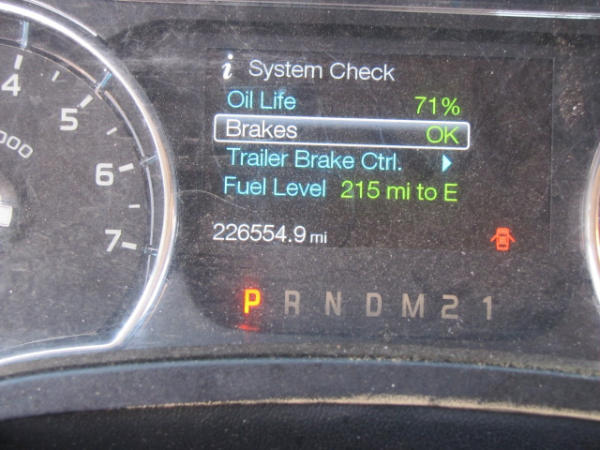 i System Check
Oil Life 71%
Brakes OK
Trailer Brake Ctrl.
Fuel Level 215 mi to E
226554.9 mi
P R N D M 2 1
4
5
6
7
000